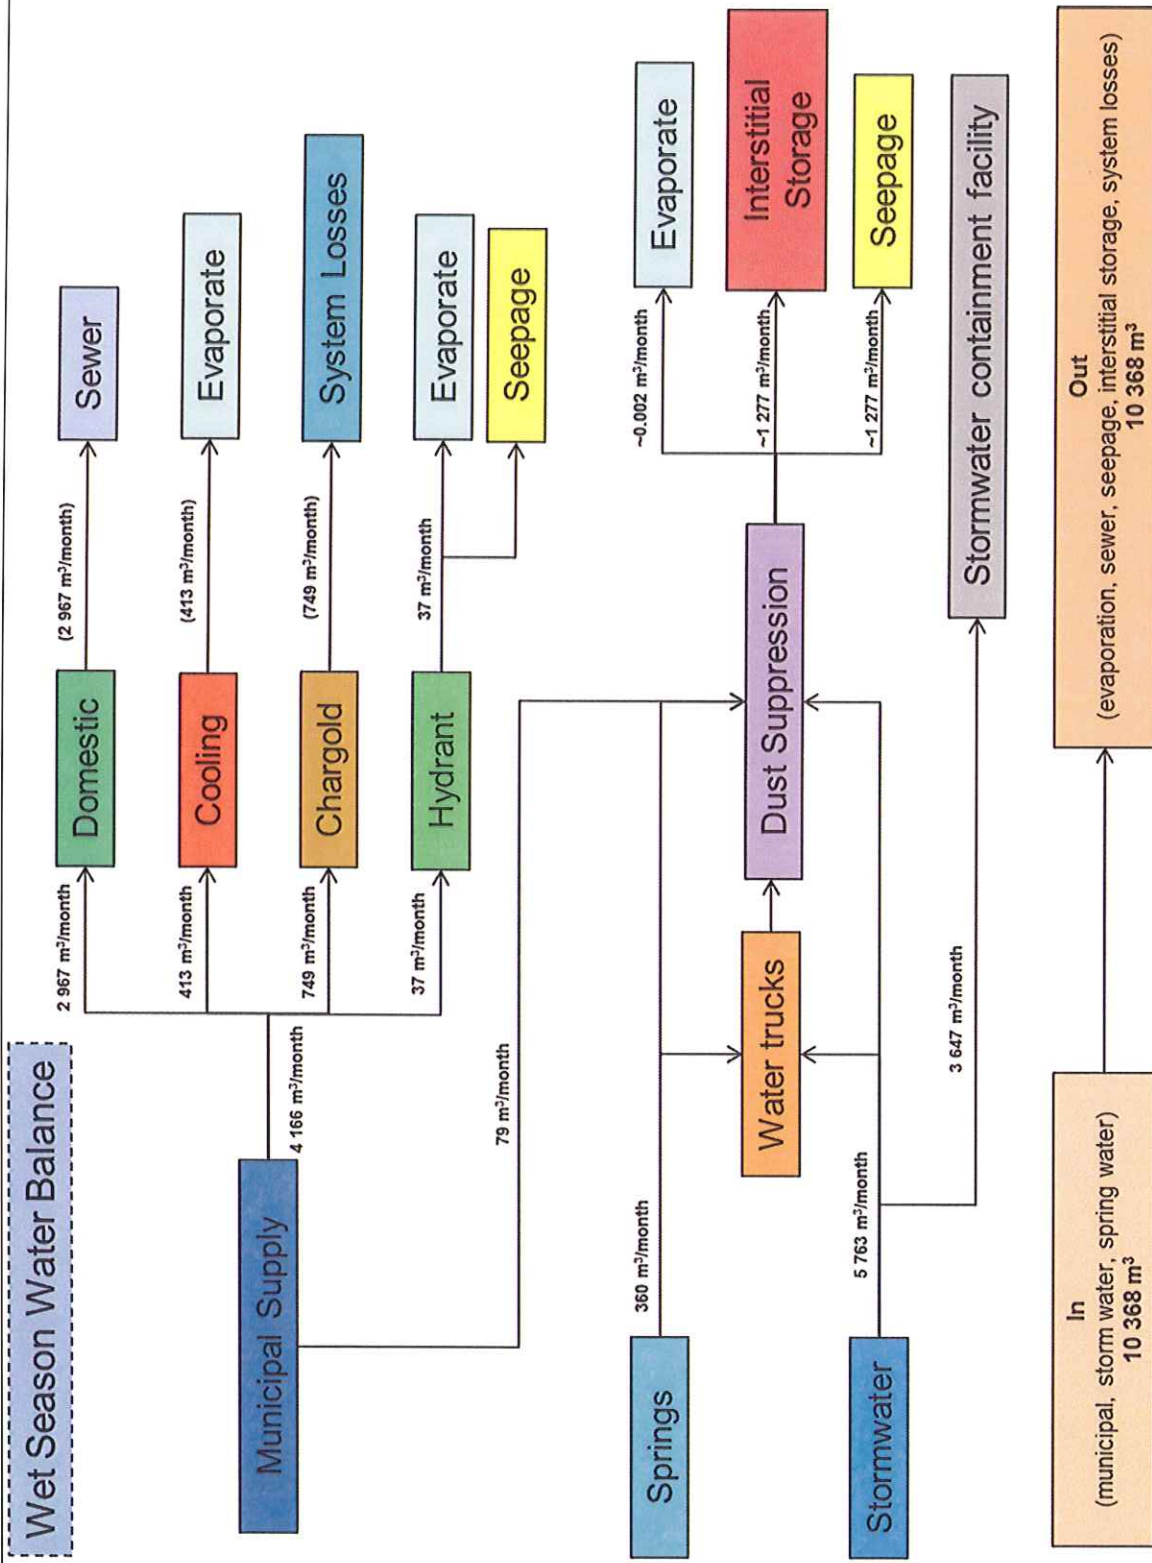 Wet Season Water Balance
Municipal Supply
4 166 m³/month
2 967 m³/month
Domestic
(2 967 m³/month)
Sewer
413 m³/month
Cooling
(413 m³/month)
Evaporate
749 m³/month
Chargold
(749 m³/month)
System Losses
37 m³/month
Hydrant
37 m³/month
Evaporate
Seepage
79 m³/month
Springs
360 m³/month
Water trucks
Dust Suppression
~0.002 m³/month
Evaporate
~1 277 m³/month
Interstitial
Storage
~1 277 m³/month
Seepage
Stormwater
5 763 m³/month
3 647 m³/month
Stormwater containment facility
In
(municipal, storm water, spring water)
10 368 m³
Out
(evaporation, sewer, seepage, interstitial storage, system losses)
10 368 m³